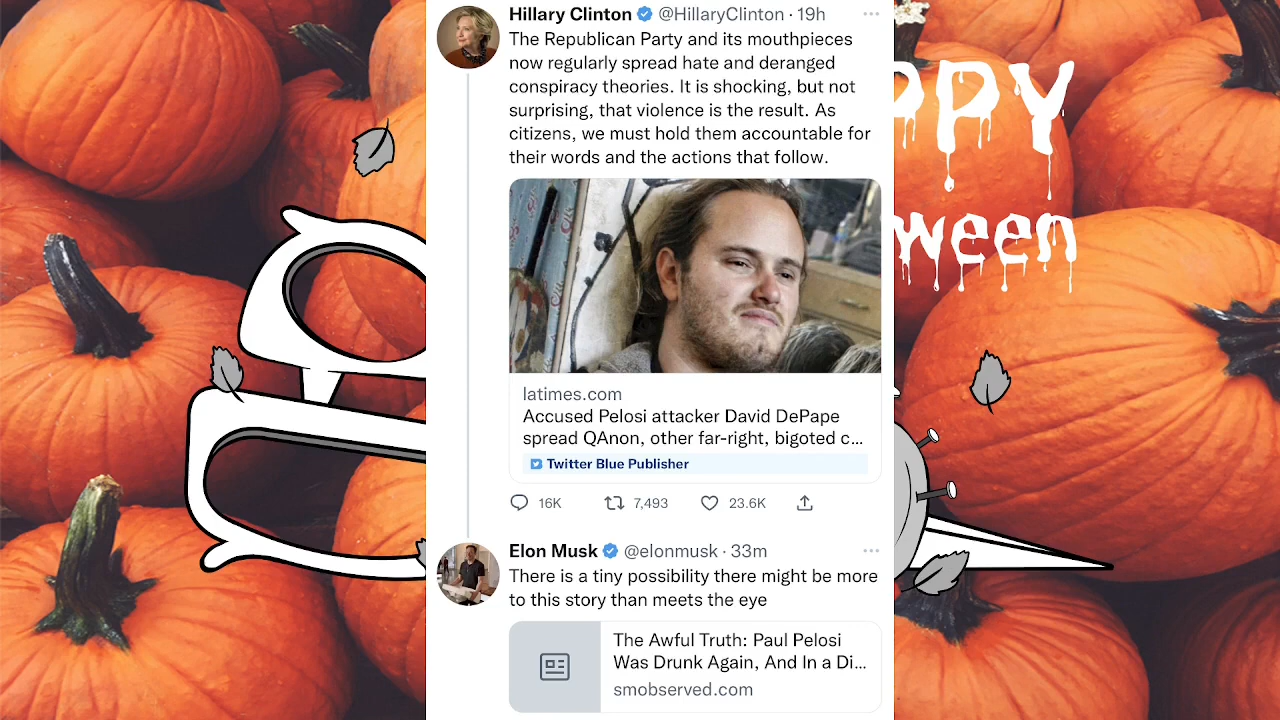 Hillary Clinton @HillaryClinton · 19h
The Republican Party and its mouthpieces
now regularly spread hate and deranged
conspiracy theories. It is shocking, but not
surprising, that violence is the result. As
citizens, we must hold them accountable for
their words and the actions that follow.
latimes.com
Accused Pelosi attacker David DePape
spread QAnon, other far-right, bigoted c...
Twitter Blue Publisher
16K 7,493 23.6K
Elon Musk @elonmusk · 33m
There is a tiny possibility there might be more
to this story than meets the eye
The Awful Truth: Paul Pelosi
Was Drunk Again, And In a Di...
smobserved.com
PPY
ween